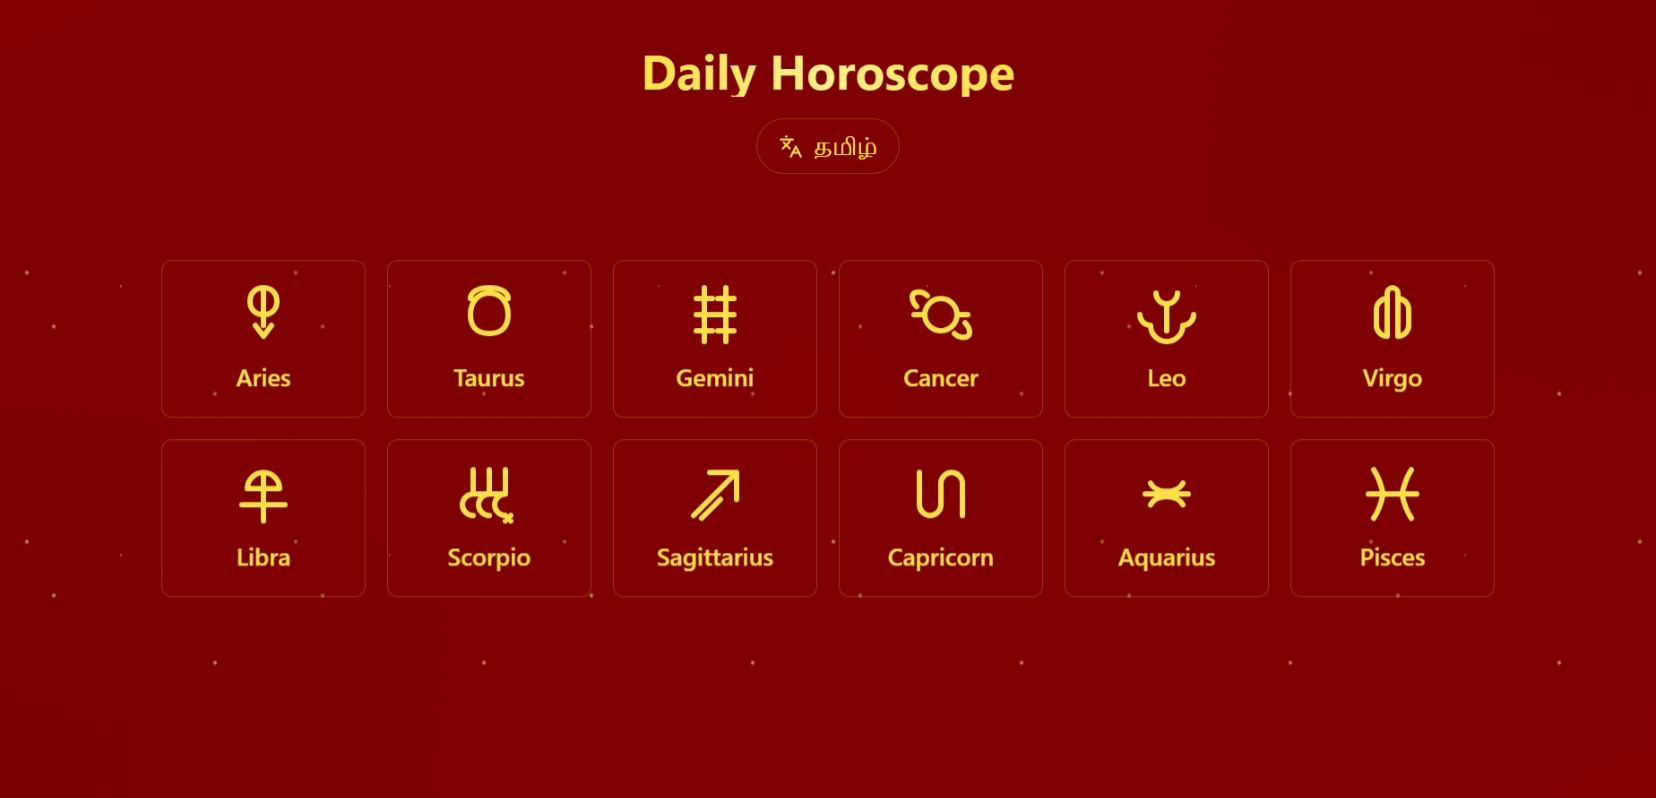 Daily Horoscope
தமிழ்
Aries
Taurus
Gemini
Cancer
Leo
Virgo
Libra
Scorpio
Sagittarius
Capricorn
Aquarius
Pisces